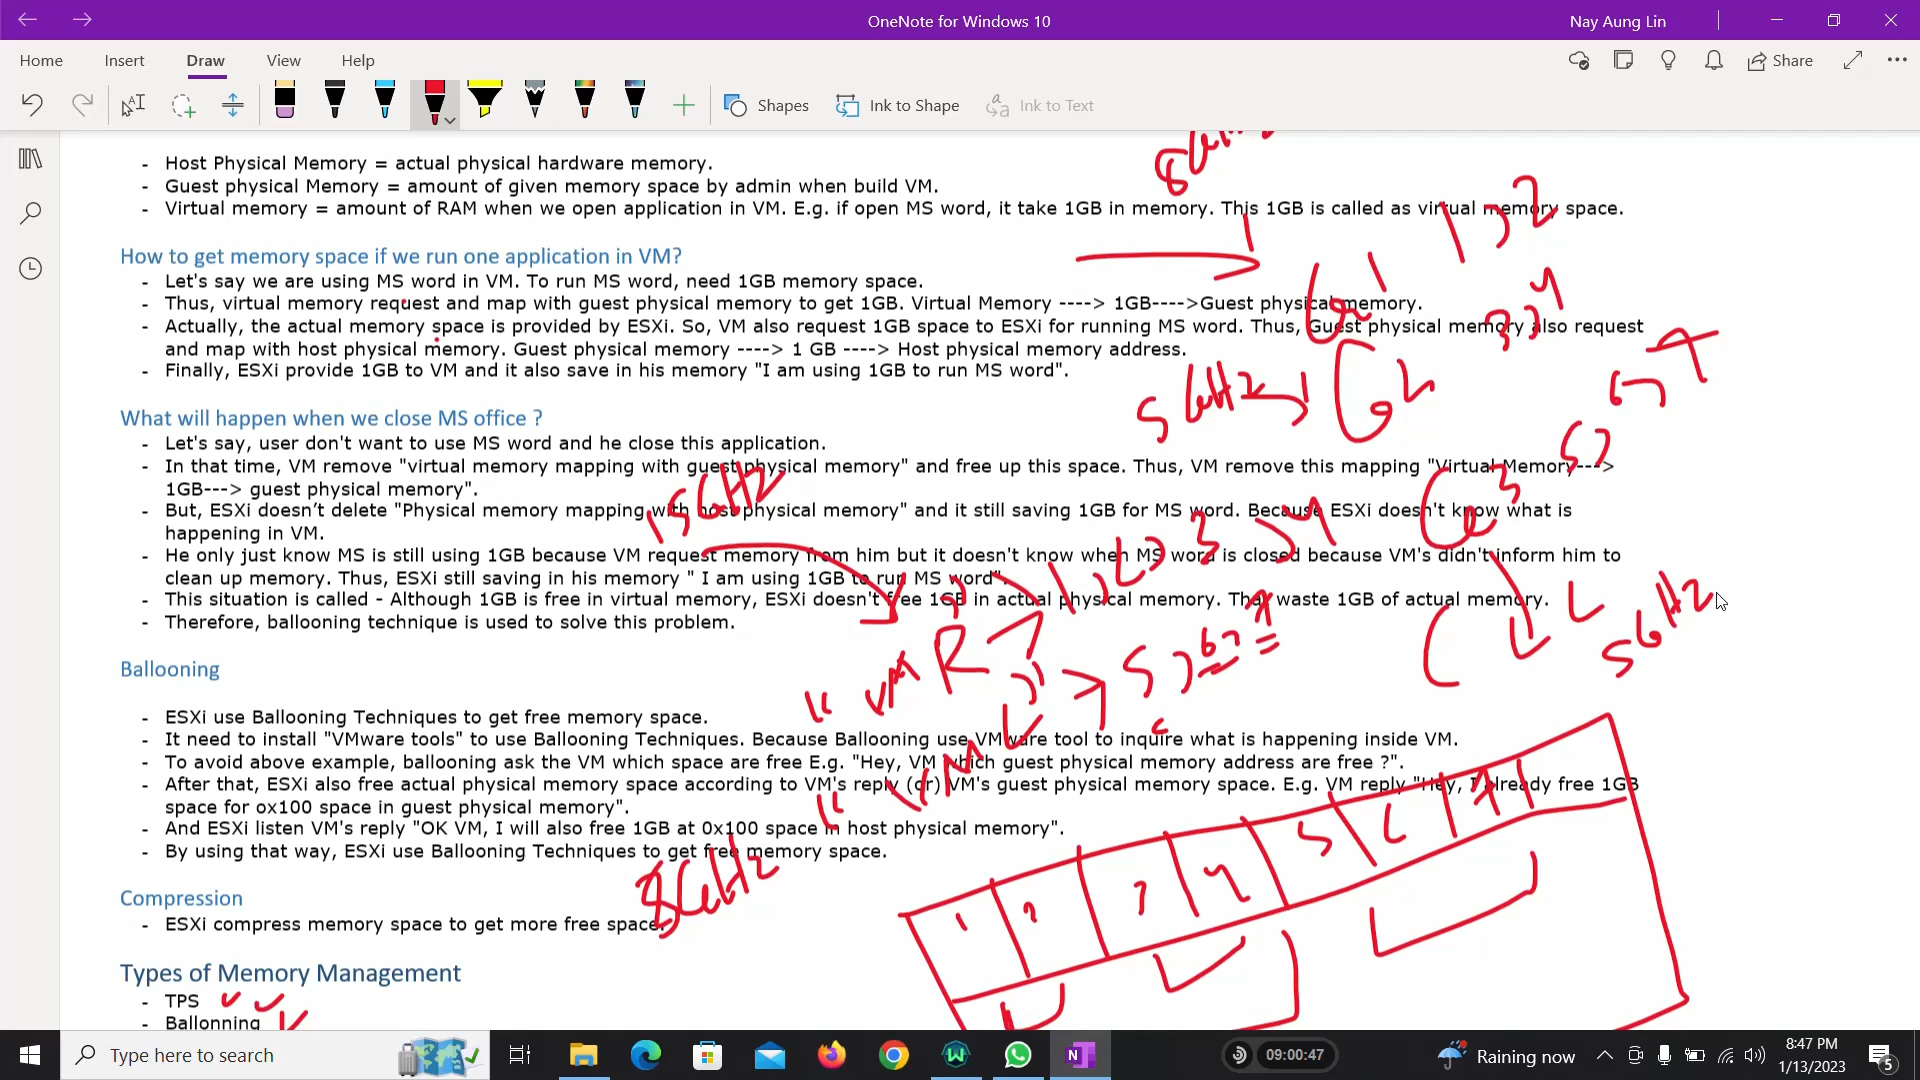 OneNote for Windows 10
Nay Aung Lin
Home Insert Draw View Help
Share
Shapes Ink to Shape Ink to Text
- Host Physical Memory = actual physical hardware memory.
- Guest physical Memory = amount of given memory space by admin when build VM.
- Virtual memory = amount of RAM when we open application in VM. E.g. if open MS word, it take 1GB in memory. This 1GB is called as virtual memory space.
How to get memory space if we run one application in VM?
- Let's say we are using MS word in VM. To run MS word, need 1GB memory space.
- Thus, virtual memory request and map with guest physical memory to get 1GB. Virtual Memory ----> 1GB---->Guest physical memory.
- Actually, the actual memory space is provided by ESXi. So, VM also request 1GB space to ESXi for running MS word. Thus, Guest physical memory also request
and map with host physical memory. Guest physical memory ----> 1 GB ----> Host physical memory address.
- Finally, ESXi provide 1GB to VM and it also save in his memory "I am using 1GB to run MS word".
What will happen when we close MS office ?
- Let's say, user don't want to use MS word and he close this application.
- In that time, VM remove "virtual memory mapping with guest physical memory" and free up this space. Thus, VM remove this mapping "Virtual Memory--->
1GB---> guest physical memory".
- But, ESXi doesn't delete "Physical memory mapping with host physical memory" and it still saving 1GB for MS word. Because ESXi doesn't know what is
happening in VM.
- He only just know MS is still using 1GB because VM request memory from him but it doesn't know when MS word is closed because VM's didn't inform him to
clean up memory. Thus, ESXi still saving in his memory " I am using 1GB to run MS word".
- This situation is called - Although 1GB is free in virtual memory, ESXi doesn't free 1GB in actual physical memory. That waste 1GB of actual memory.
- Therefore, ballooning technique is used to solve this problem.
Ballooning
- ESXi use Ballooning Techniques to get free memory space.
- It need to install "VMware tools" to use Ballooning Techniques. Because Ballooning use VMware tool to inquire what is happening inside VM.
- To avoid above example, ballooning ask the VM which space are free E.g. "Hey, VM which guest physical memory address are free ?".
- After that, ESXi also free actual physical memory space according to VM's reply (or) VM's guest physical memory space. E.g. VM reply "Hey, I already free 1GB
space for ox100 space in guest physical memory".
- And ESXi listen VM's reply "OK VM, I will also free 1GB at 0x100 space in host physical memory".
- By using that way, ESXi use Ballooning Techniques to get free memory space.
Compression
- ESXi compress memory space to get more free space.
Types of Memory Management
- TPS
- Ballonning
8GHz
1 2
3 4
5GHz
15GHz
5GHz
8GHz
1 2 3 4 5 6 7
Type here to search
09:00:47
Raining now
8:47 PM
1/13/2023
5